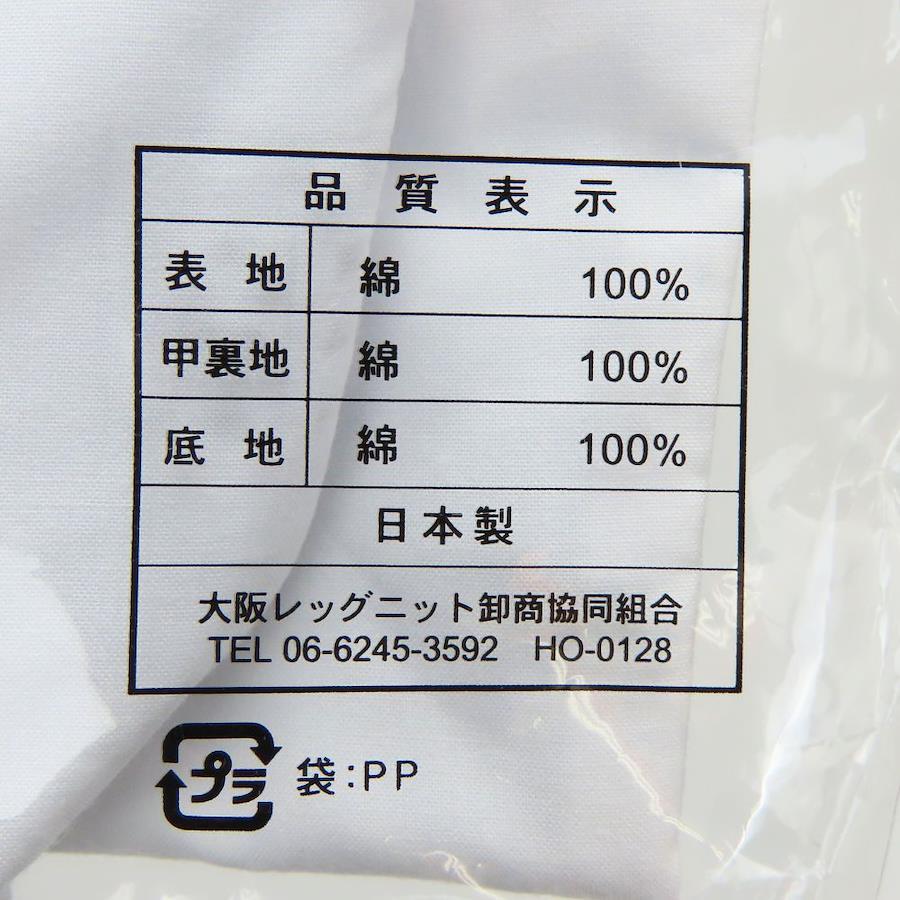 品質表示
表地 綿 100%
甲裏地 綿 100%
底地 綿 100%
日本製
大阪レッグニット卸商協同組合
TEL 06-6245-3592 HO-0128
プラ 袋:PP